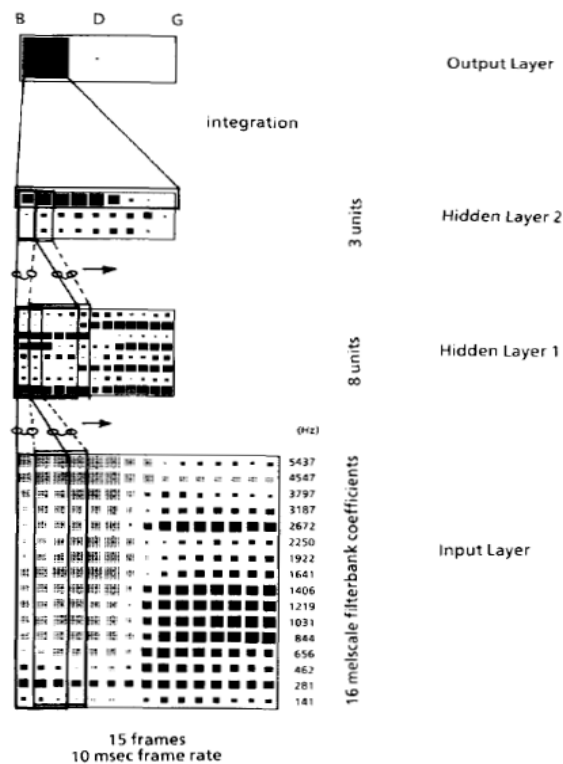 B D G
Output Layer
integration
3 units
Hidden Layer 2
8 units
Hidden Layer 1
(Hz)
5437
4547
3797
3187
2672
2250
1922
1641
1406
1219
1031
844
656
462
281
141
16 melscale filterbank coefficients
Input Layer
15 frames
10 msec frame rate